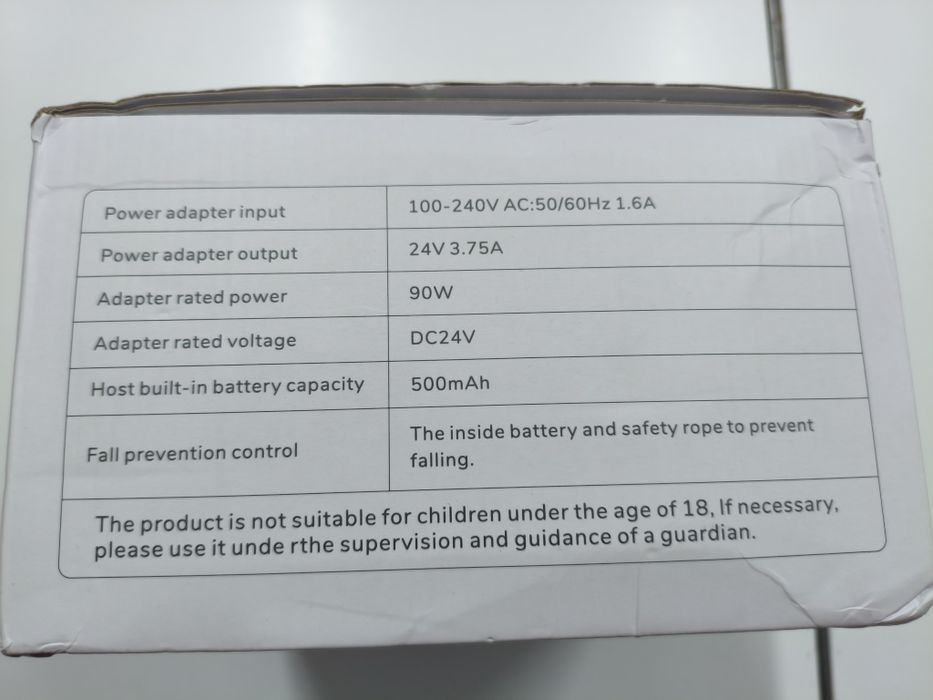 Power adapter input 100-240V AC:50/60Hz 1.6A
Power adapter output 24V 3.75A
Adapter rated power 90W
Adapter rated voltage DC24V
Host built-in battery capacity 500mAh
Fall prevention control The inside battery and safety rope to prevent
falling.
The product is not suitable for children under the age of 18, If necessary,
please use it unde rthe supervision and guidance of a guardian.